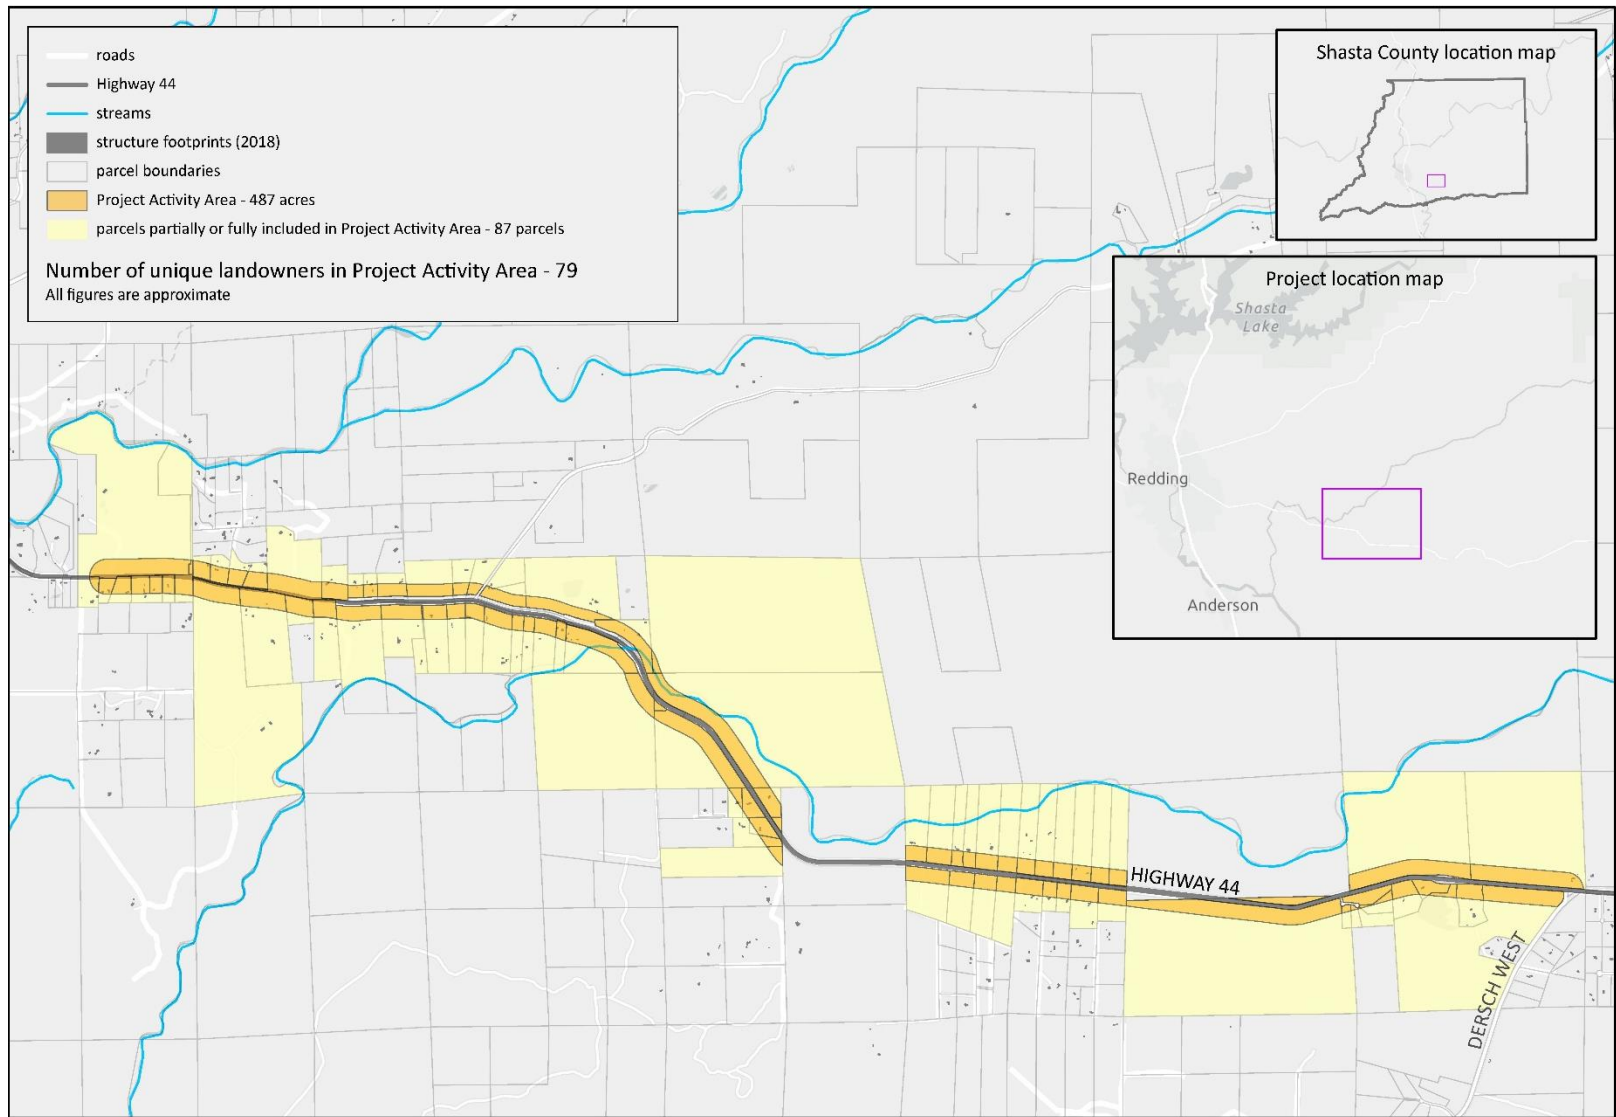 roads
Highway 44
streams
structure footprints (2018)
parcel boundaries
Project Activity Area - 487 acres
parcels partially or fully included in Project Activity Area - 87 parcels
Number of unique landowners in Project Activity Area - 79
All figures are approximate
Shasta County location map
Project location map
Shasta
Lake
Redding
Anderson
HIGHWAY 44
DERSCH WEST